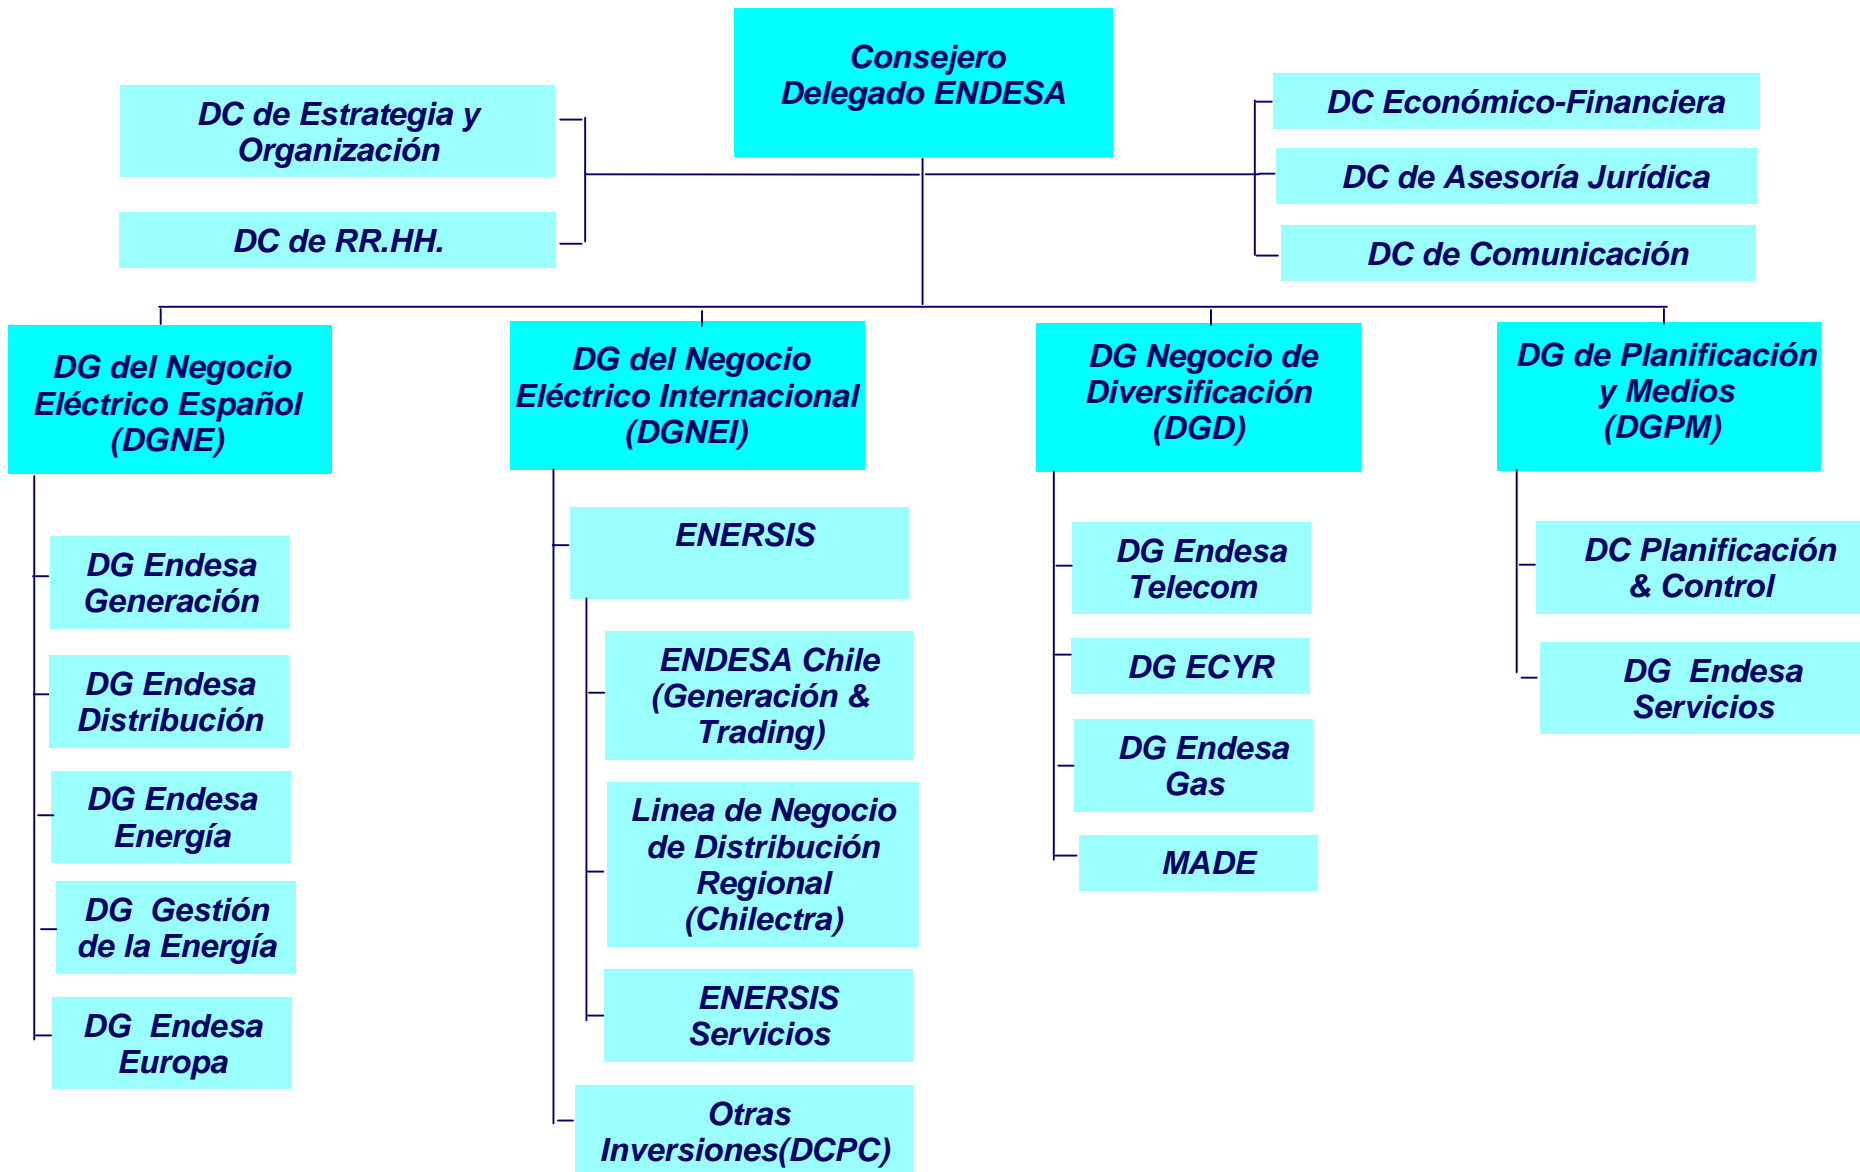 Consejero
Delegado ENDESA
DC de Estrategia y
Organización
DC de RR.HH.
DC Económico-Financiera
DC de Asesoría Jurídica
DC de Comunicación
DG del Negocio
Eléctrico Español
(DGNE)
DG Endesa
Generación
DG Endesa
Distribución
DG Endesa
Energía
DG Gestión
de la Energía
DG Endesa
Europa
DG del Negocio
Eléctrico Internacional
(DGNEI)
ENERSIS
ENDESA Chile
(Generación &
Trading)
Linea de Negocio
de Distribución
Regional
(Chilectra)
ENERSIS
Servicios
Otras
Inversiones(DCPC)
DG Negocio de
Diversificación
(DGD)
DG Endesa
Telecom
DG ECYR
DG Endesa
Gas
MADE
DG de Planificación
y Medios
(DGPM)
DC Planificación
& Control
DG Endesa
Servicios